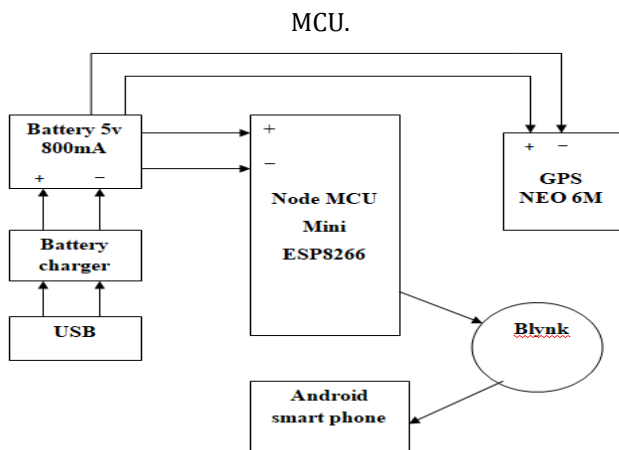 MCU.
Battery 5v
800mA
+ −
+
−
Node MCU
Mini
ESP8266
+ −
GPS
NEO 6M
Battery
charger
USB
Blynk
Android
smart phone